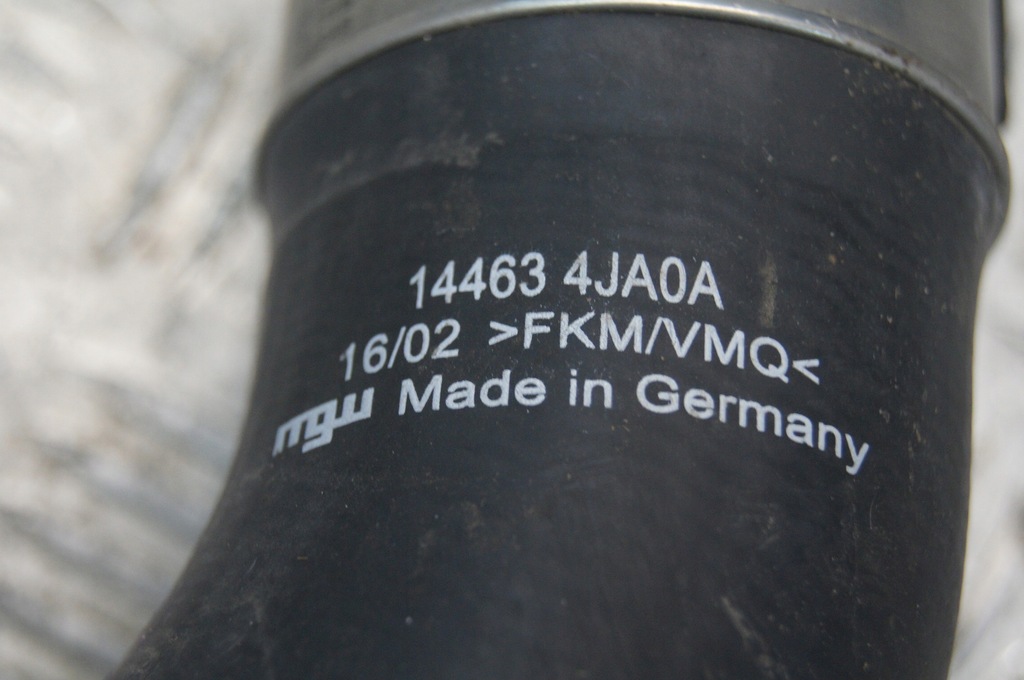 14463 4JA0A
16/02 >FKM/VMQ<
mgw Made in Germany